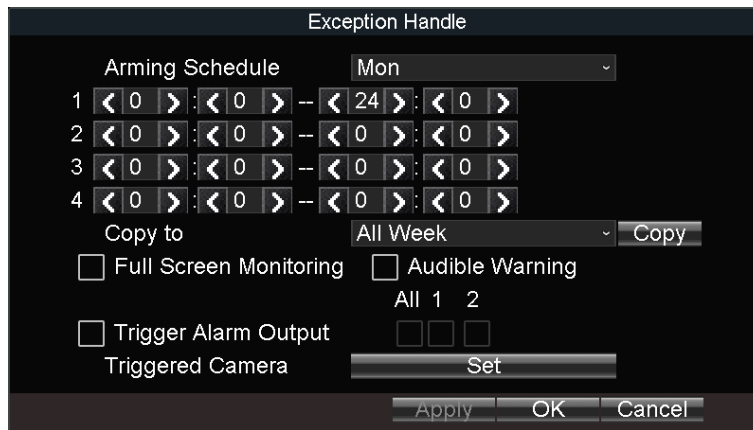 Exception Handle
Arming Schedule Mon
1 0 : 0 -- 24 : 0
2 0 : 0 -- 0 : 0
3 0 : 0 -- 0 : 0
4 0 : 0 -- 0 : 0
Copy to All Week Copy
Full Screen Monitoring Audible Warning
All 1 2
Trigger Alarm Output
Triggered Camera Set
Apply OK Cancel